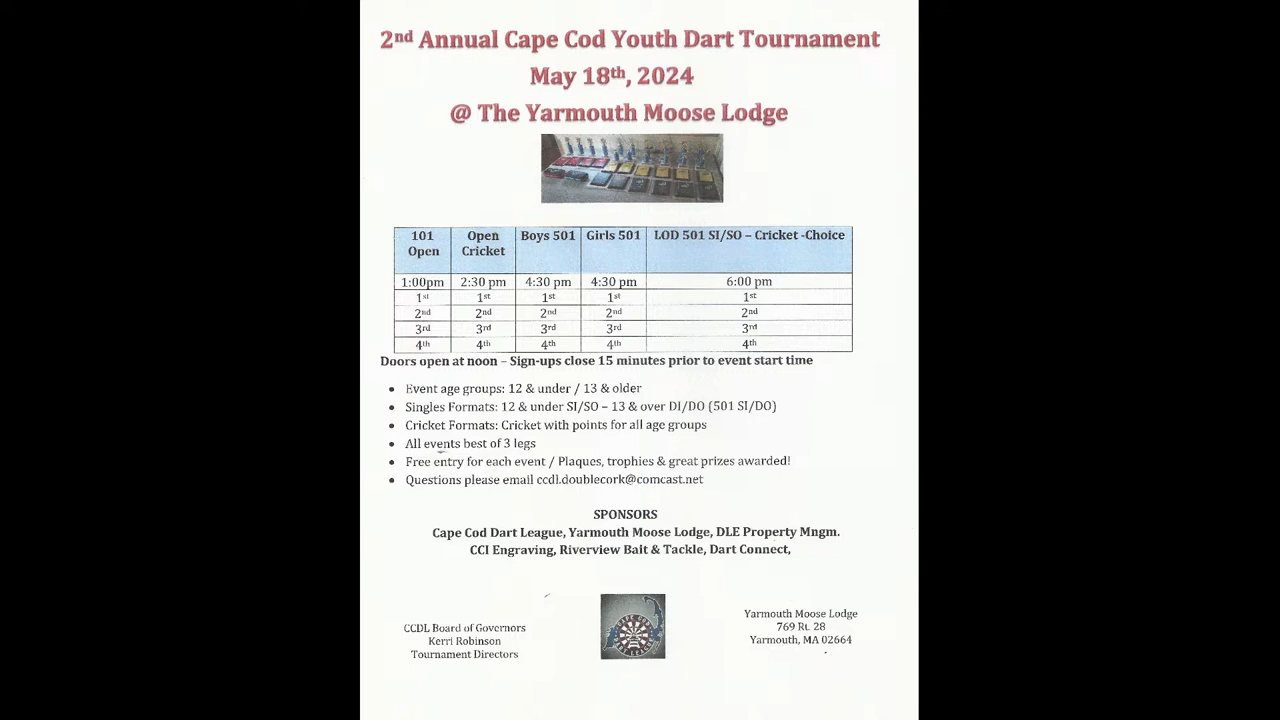 2nd Annual Cape Cod Youth Dart Tournament
May 18th, 2024
@ The Yarmouth Moose Lodge
101 Open | Open Cricket | Boys 501 | Girls 501 | LOD 501 SI/SO – Cricket -Choice
1:00pm | 2:30 pm | 4:30 pm | 4:30 pm | 6:00 pm
1st | 1st | 1st | 1st | 1st
2nd | 2nd | 2nd | 2nd | 2nd
3rd | 3rd | 3rd | 3rd | 3rd
4th | 4th | 4th | 4th | 4th
Doors open at noon – Sign-ups close 15 minutes prior to event start time
• Event age groups: 12 & under / 13 & older
• Singles Formats: 12 & under SI/SO – 13 & over DI/DO (501 SI/DO)
• Cricket Formats: Cricket with points for all age groups
• All events best of 3 legs
• Free entry for each event / Plaques, trophies & great prizes awarded!
• Questions please email ccdl.doublecork@comcast.net
SPONSORS
Cape Cod Dart League, Yarmouth Moose Lodge, DLE Property Mngm.
CCI Engraving, Riverview Bait & Tackle, Dart Connect,
CCDL Board of Governors
Kerri Robinson
Tournament Directors
CAPE COD
DART LEAGUE
Yarmouth Moose Lodge
769 Rt. 28
Yarmouth, MA 02664